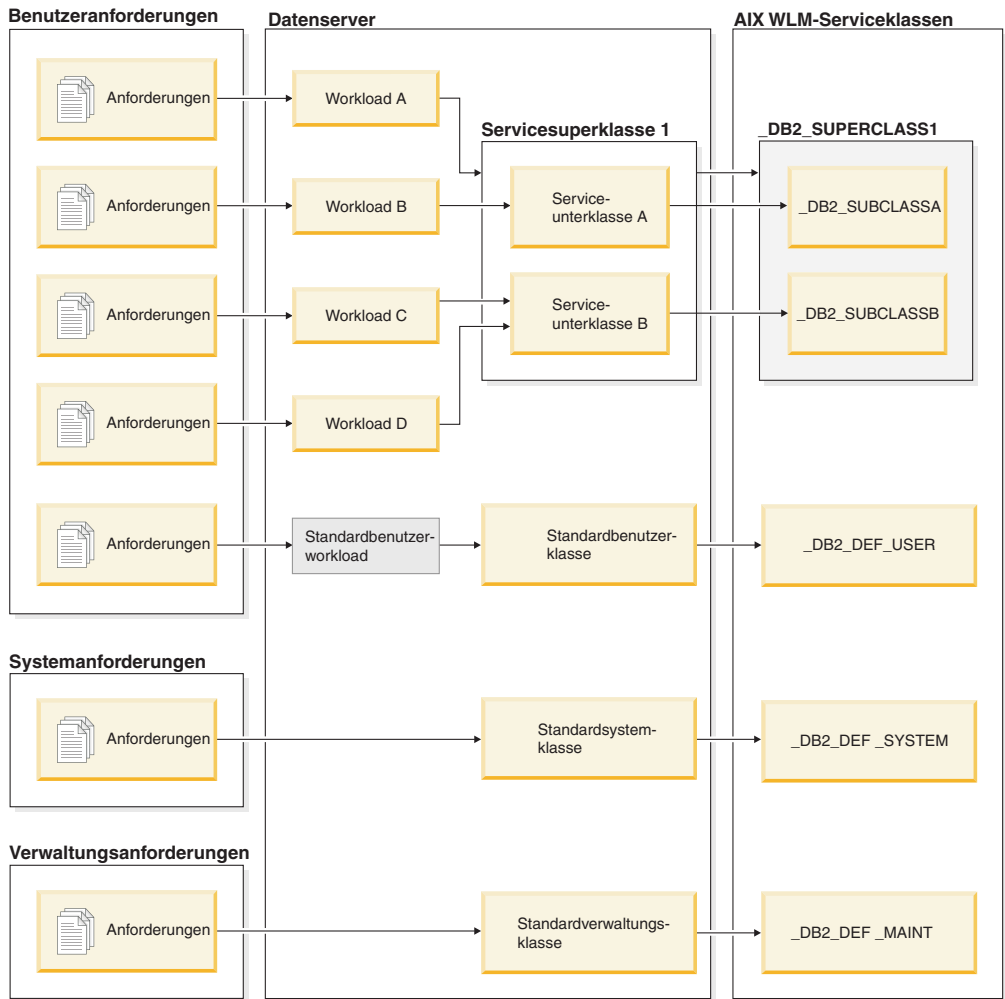 Benutzeranforderungen
Datenserver
AIX WLM-Serviceklassen
Anforderungen
Workload A
Servicesuperklasse 1
_DB2_SUPERCLASS1
Anforderungen
Workload B
Service-
unterklasse A
_DB2_SUBCLASSA
Anforderungen
Workload C
Service-
unterklasse B
_DB2_SUBCLASSB
Anforderungen
Workload D
Anforderungen
Standardbenutzer-
workload
Standardbenutzer-
klasse
_DB2_DEF_USER
Systemanforderungen
Anforderungen
Standardsystem-
klasse
_DB2_DEF _SYSTEM
Verwaltungsanforderungen
Anforderungen
Standardverwaltungs-
klasse
_DB2_DEF _MAINT